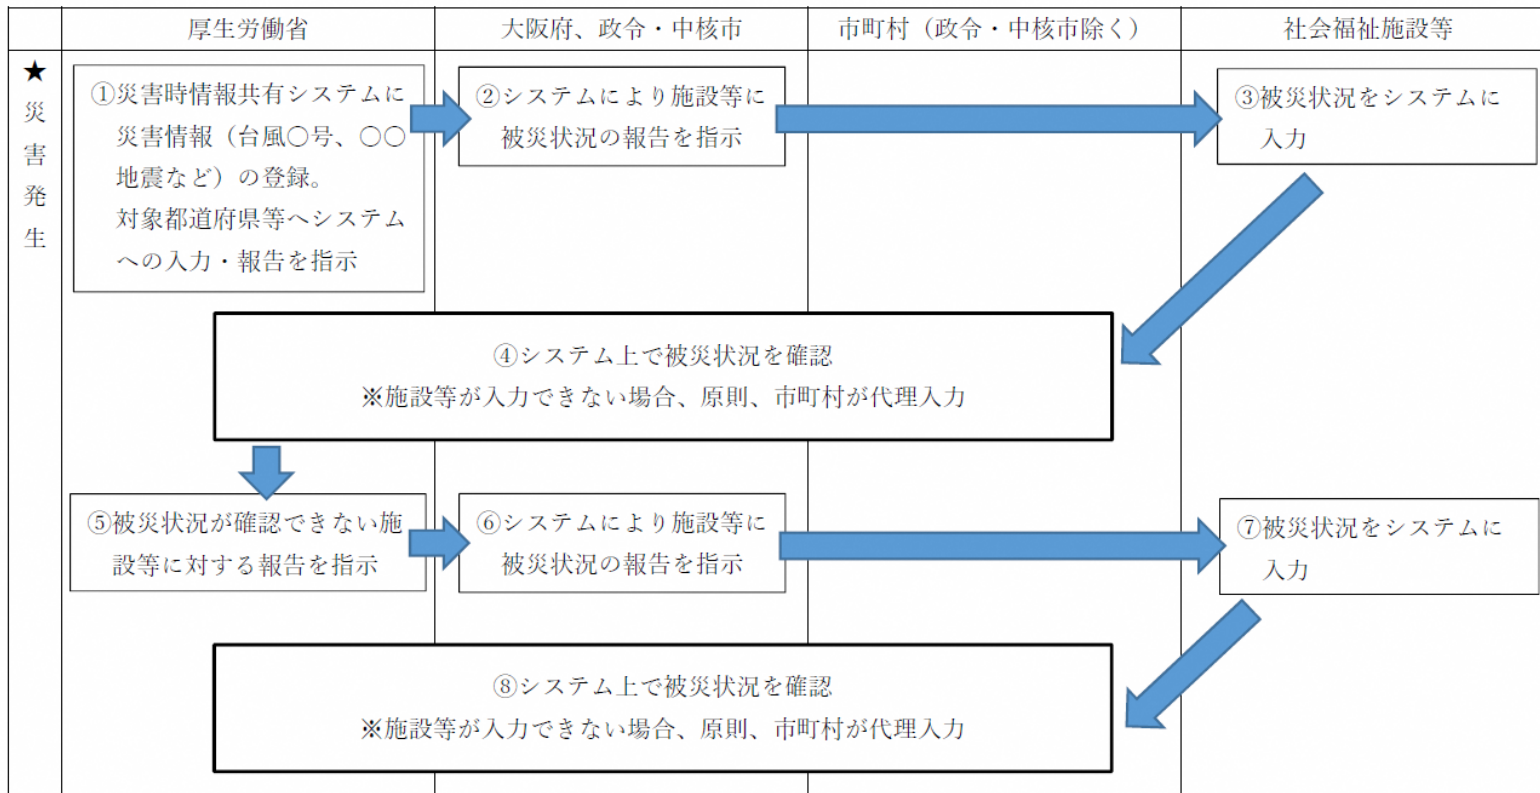 厚生労働省
大阪府、政令・中核市
市町村（政令・中核市除く）
社会福祉施設等
★
災
害
発
生
①災害時情報共有システムに
災害情報（台風〇号、〇〇
地震など）の登録。
対象都道府県等へシステム
への入力・報告を指示
②システムにより施設等に
被災状況の報告を指示
③被災状況をシステムに
入力
④システム上で被災状況を確認
※施設等が入力できない場合、原則、市町村が代理入力
⑤被災状況が確認できない施
設等に対する報告を指示
⑥システムにより施設等に
被災状況の報告を指示
⑦被災状況をシステムに
入力
⑧システム上で被災状況を確認
※施設等が入力できない場合、原則、市町村が代理入力